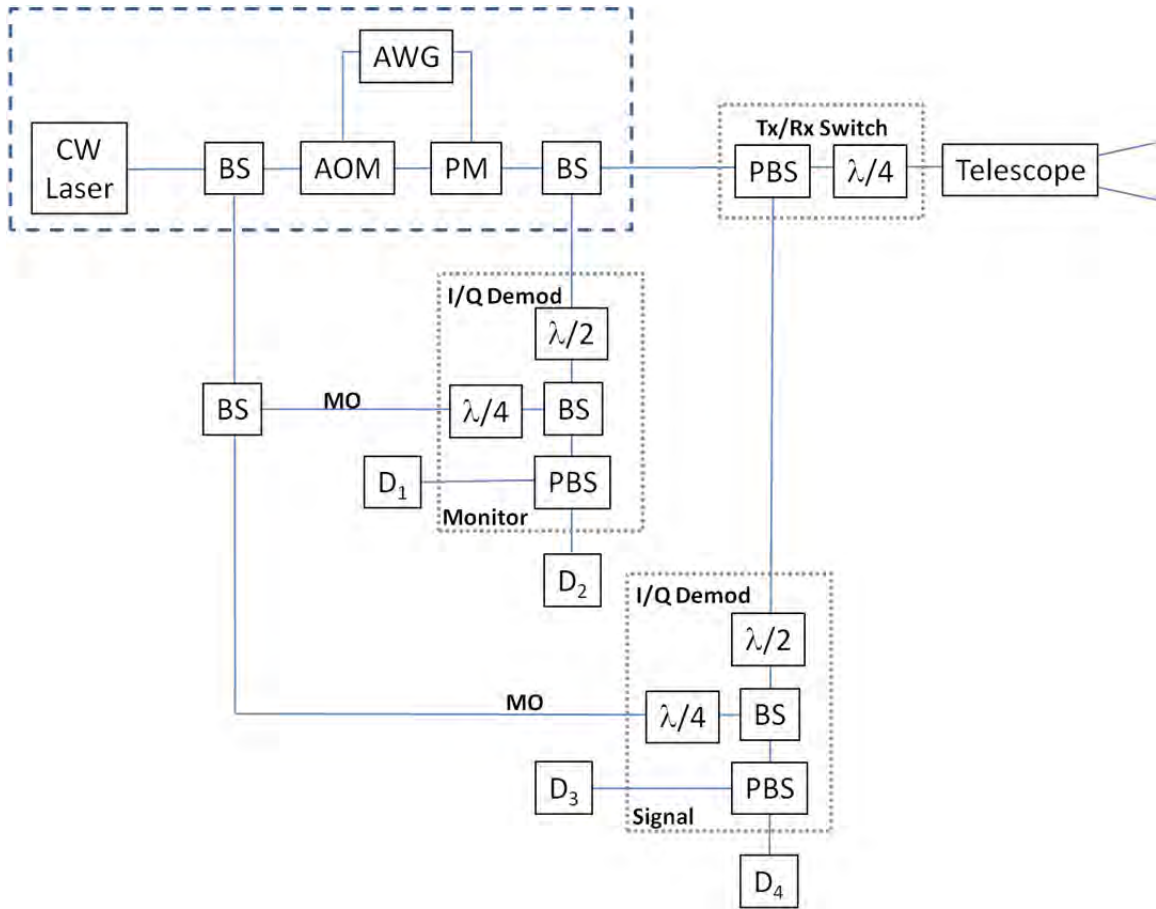 AWG
CW
Laser
BS
AOM
PM
BS
Tx/Rx Switch
PBS
λ/4
Telescope
I/Q Demod
λ/2
BS
MO
λ/4
BS
D₁
PBS
Monitor
D₂
I/Q Demod
λ/2
MO
λ/4
BS
D₃
PBS
Signal
D₄